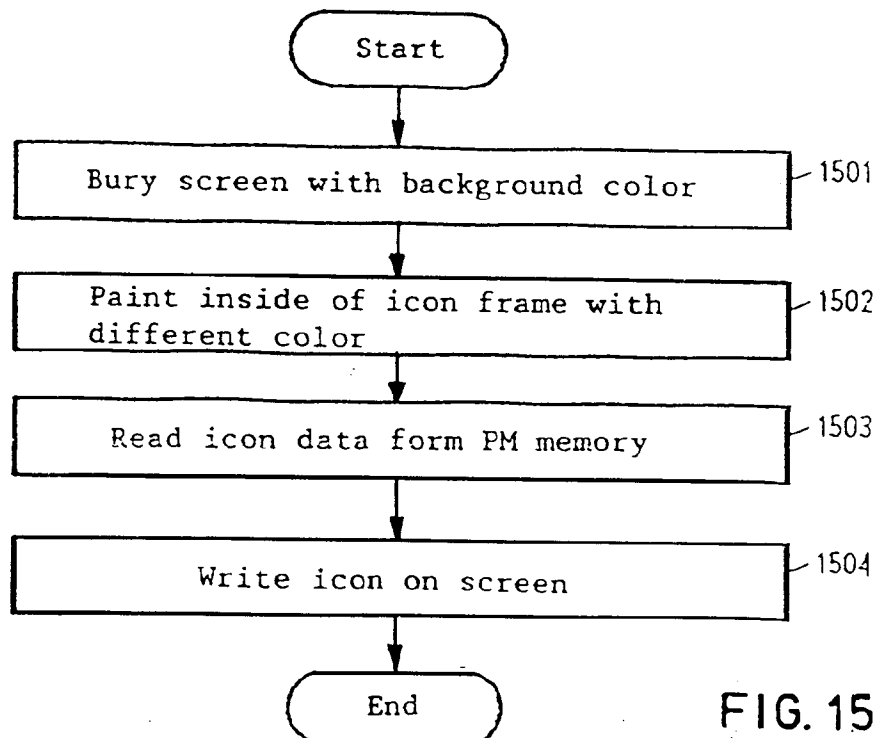 Start
Bury screen with background color
1501
Paint inside of icon frame with
different color
1502
Read icon data form PM memory
1503
Write icon on screen
1504
End
FIG. 15